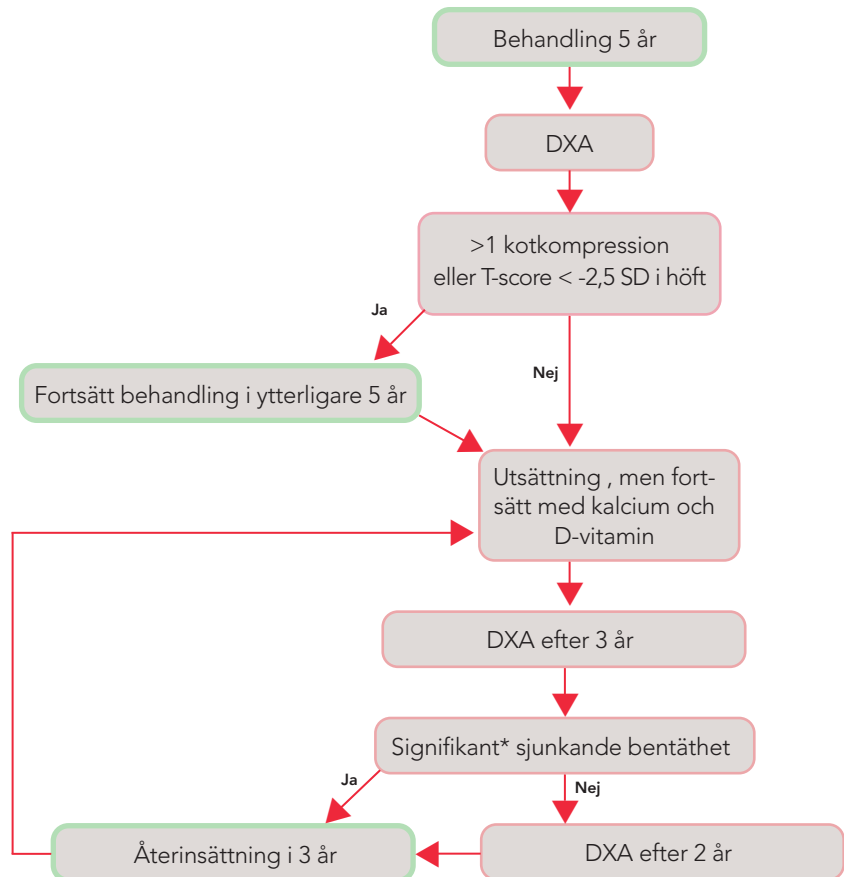 Behandling 5 år
DXA
>1 kotkompression
eller T-score < -2,5 SD i höft
Ja
Nej
Fortsätt behandling i ytterligare 5 år
Utsättning , men fort-
sätt med kalcium och
D-vitamin
DXA efter 3 år
Signifikant* sjunkande bentäthet
Ja
Nej
Återinsättning i 3 år
DXA efter 2 år